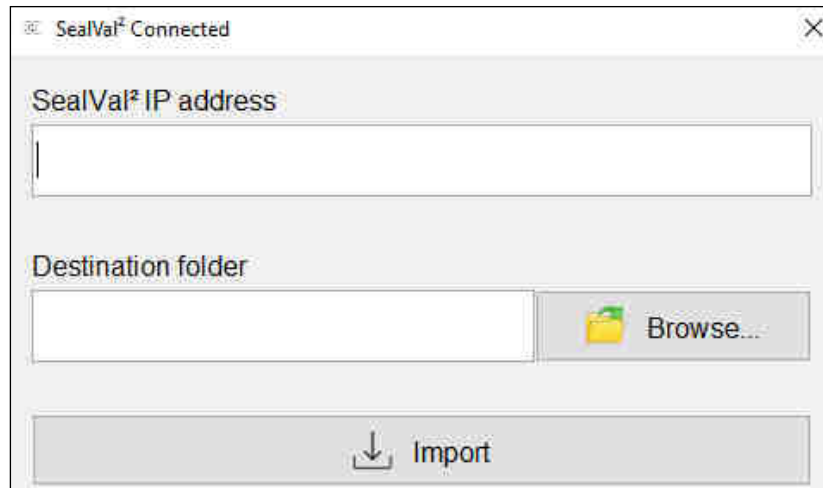 SealVal² Connected
SealVal² IP address
Destination folder
Browse...
Import